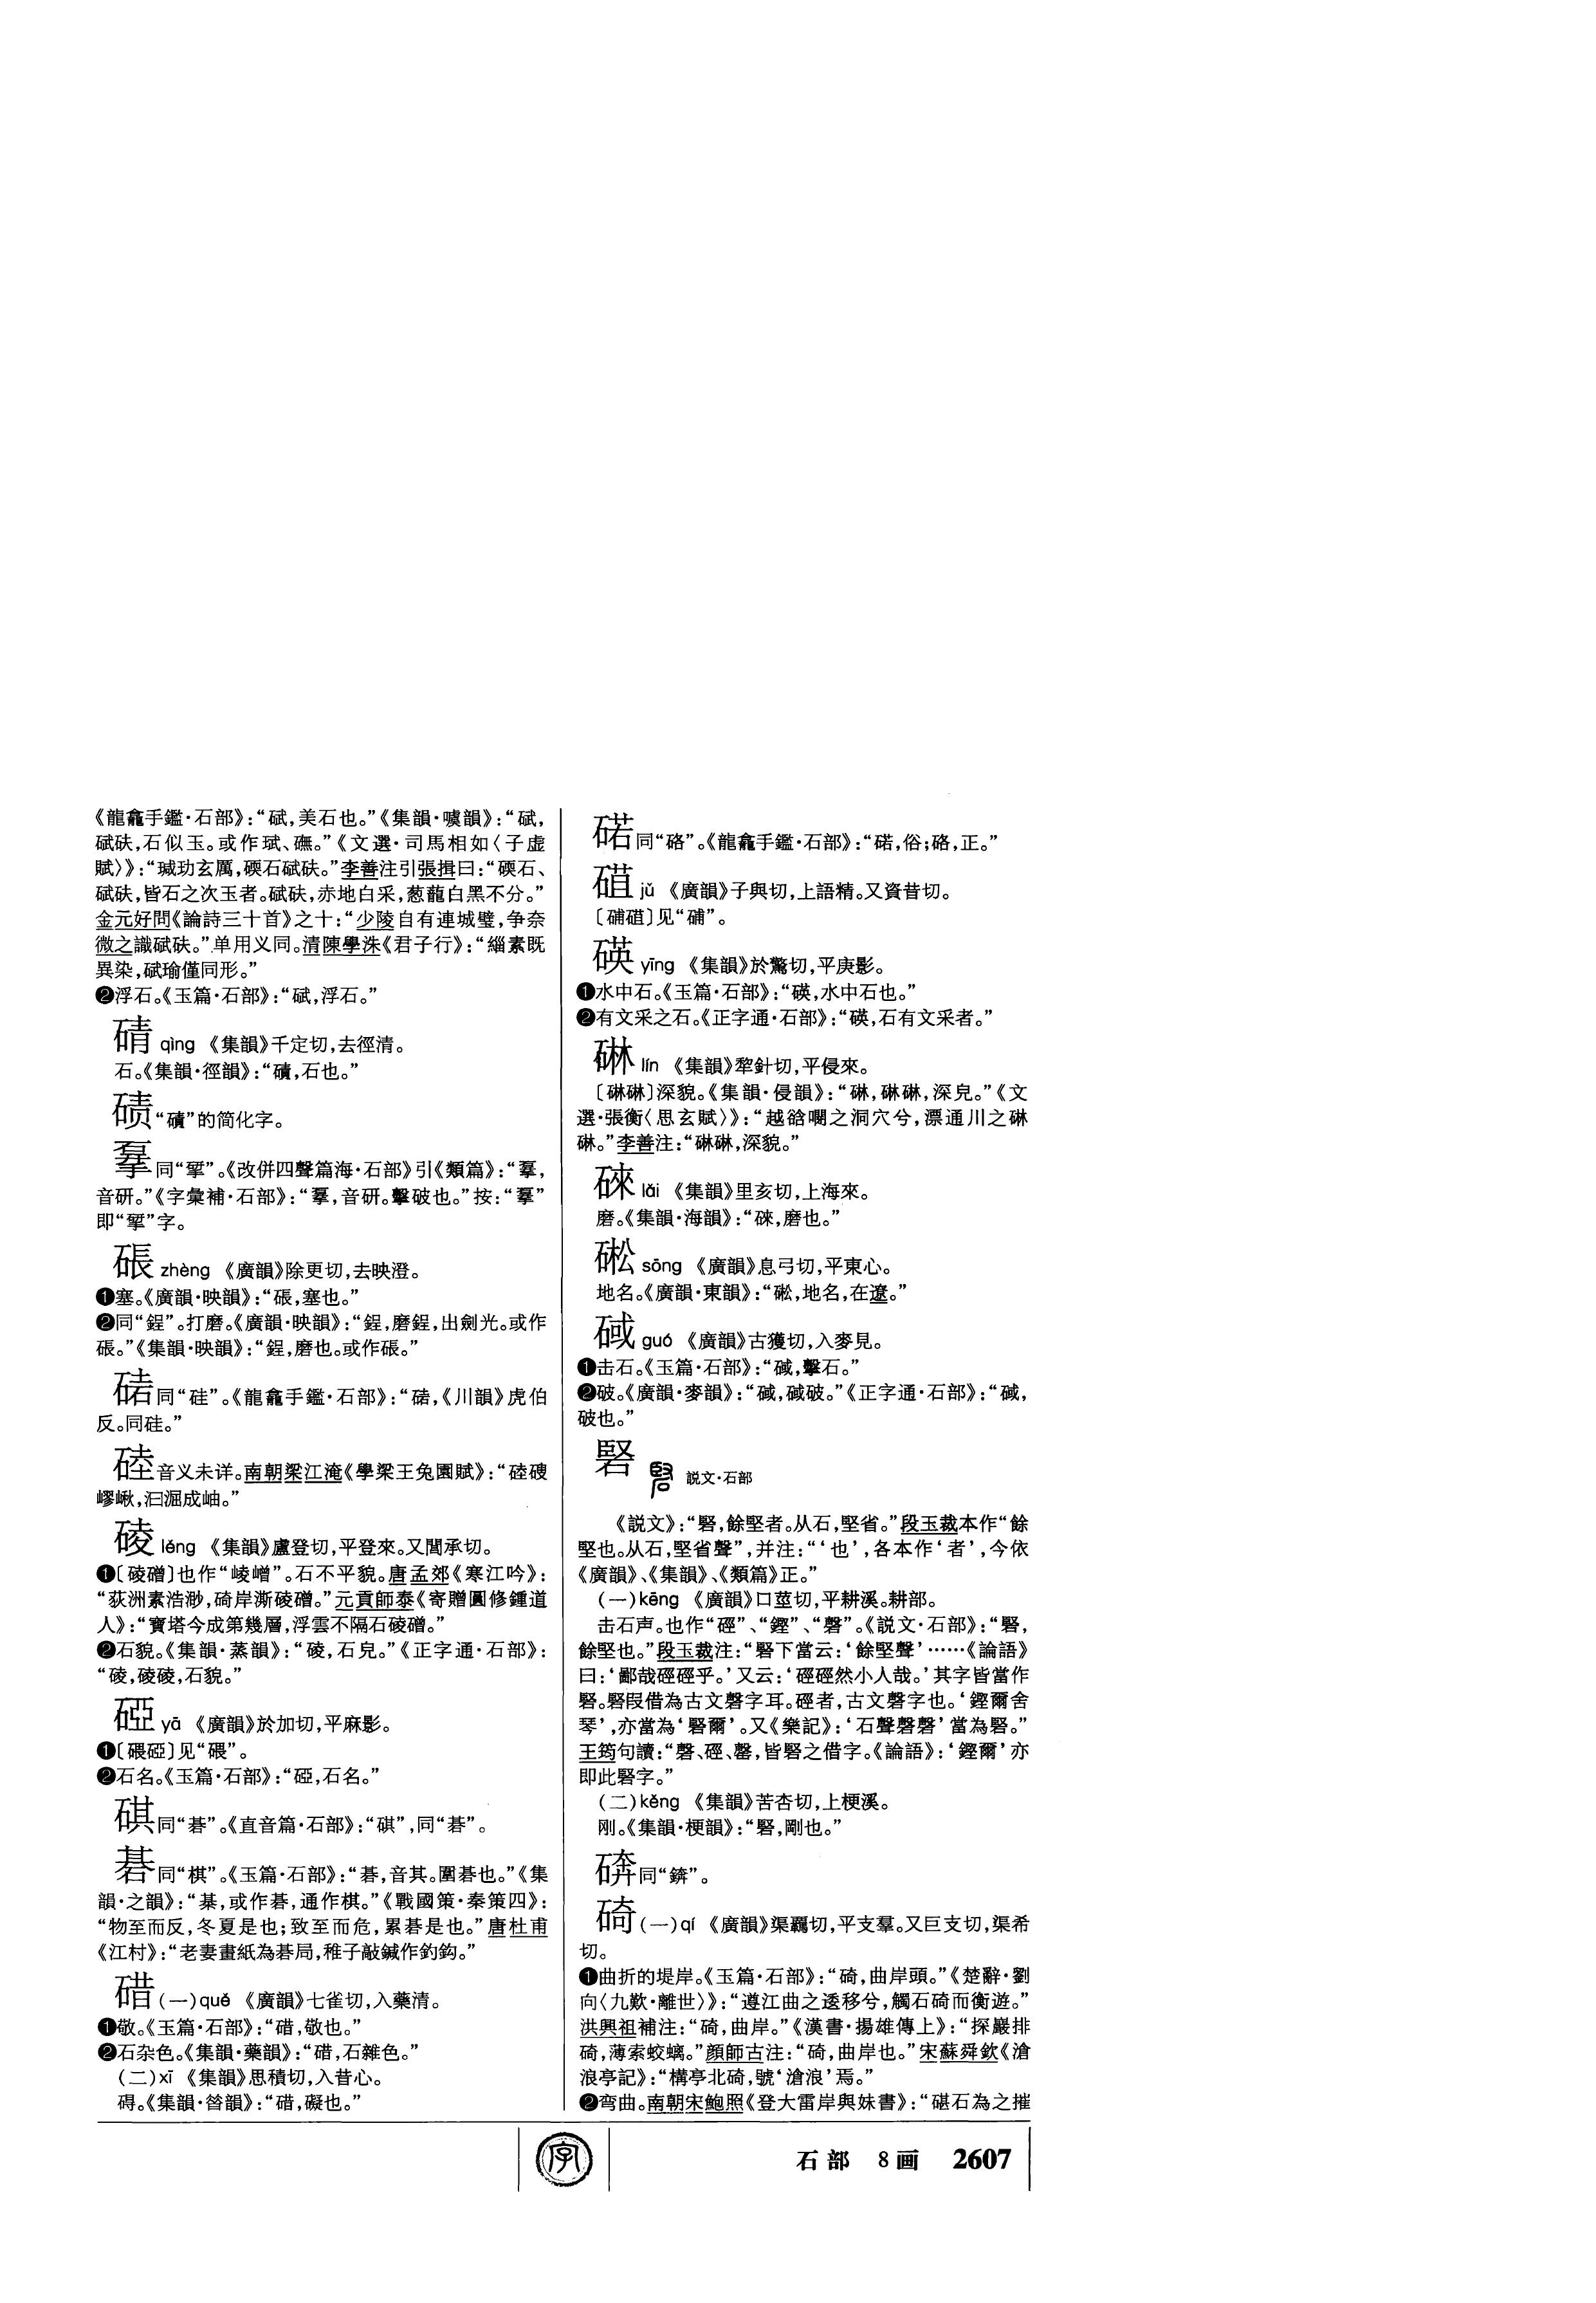 《龍龕手鑑·石部》：“碔，美石也。”《集韻·噳韻》：“碔，
碔砆，石似玉。或作珷、磁。”《文選·司馬相如〈子虛
賦〉》：“瑊玏玄厲，碝石碔砆。”李善注引張揖曰：“碝石、
碔砆，皆石之次玉者。碔砆，赤地白采，葱蘢白黑不分。”
金元好問《論詩三十首》之十：“少陵自有連城璧，争奈
微之識碔砆。”单用义同。清陳學洙《君子行》：“緇素既
異染，碔瑜僅同形。”
❷浮石。《玉篇·石部》：“碔，浮石。”
碃 qìng 《集韻》千定切，去徑清。
石。《集韻·徑韻》：“碃，石也。”
“磧”的简化字。
同“揅”。《改併四聲篇海·石部》引《類篇》：“
音研。”《字彙補·石部》：“，音研。擊破也。”按：“”
即“揅”字。
䂻 zhèng 《廣韻》除更切，去映澄。
❶塞。《廣韻·映韻》：“，塞也。”
❷同“鋥”。打磨。《廣韻·映韻》：“鋥，磨鋥，出劍光。或作
。”《集韻·映韻》：“鋥，磨也。或作。”
同“硅”。《龍龕手鑑·石部》：“，《川韻》虎伯
反。同硅。”
硉 音义未详。南朝梁江淹《學梁王兔園賦》：“
，汩淈成岫。”
碐 léng 《集韻》盧登切，平登來。又閭承切。
❶〔碐磳〕也作“崚嶒”。石不平貌。唐孟郊《寒江吟》：
“荻洲素浩渺，碕岸澌碐磳。”元貢師泰《寄贈圓修鍾道
人》：“寶塔今成第幾層，浮雲不隔石碐磳。”
❷石貌。《集韻·蒸韻》：“碐，石皃。”《正字通·石部》：
“碐，碐碐，石貌。”
䃁 yā 《廣韻》於加切，平麻影。
❶〔碨〕见“碨”。
❷石名。《玉篇·石部》：“，石名。”
碁 同“碁”。《直音篇·石部》：“”，同“碁”。
碁同“棋”。《玉篇·石部》：“碁，音其。圍碁也。”《集
韻·之韻》：“棊，或作碁，通作棋。”《戰國策·秦策四》：
“物至而反，冬夏是也；致至而危，累碁是也。”唐杜甫
《江村》：“老妻畫紙為碁局，稚子敲鍼作釣鈎。”
碏（一）què 《廣韻》七雀切，入藥清。
❶敬。《玉篇·石部》：“碏，敬也。”
❷石杂色。《集韻·藥韻》：“碏，石雜色。”
（二）xī 《集韻》思積切，入昔心。
碍。《集韻·㫺韻》：“碏，礙也。”
同“硌”。《龍龕手鑑·石部》：“，俗；硌，正。”
jǔ 《廣韻》子與切，上語精。又資昔切。
见“”。
碤 yīng 《集韻》於驚切，平庚影。
❶水中石。《玉篇·石部》：“碤，水中石也。”
❷有文采之石。《正字通·石部》：“碤，石有文采者。”
碄 lín 《集韻》犂針切，平侵來。
〔碄碄〕深貌。《集韻·侵韻》：“碄，碄碄，深皃。”《文
選·張衡〈思玄賦〉》：“越谽㗿之洞穴兮，漂通川之碄
碄。”李善注：“碄碄，深貌。”
lǎi 《集韻》里亥切，上海來。
磨。《集韻·海韻》：“，磨也。”
硹 sōng 《廣韻》息弓切，平東心。
地名。《廣韻·東韻》：“硹，地名，在遼。”
guó 《廣韻》古獲切，入麥見。
❶击石。《玉篇·石部》：“，擊石。”
❷破。《廣韻·麥韻》：“，破。”《正字通·石部》：“，
破也。”
硻 説文·石部
《説文》：“硻，餘堅者。从石，堅省。”段玉裁本作“餘
堅也。从石，堅省聲”，并注：“‘也’，各本作‘者’，今依
《廣韻》、《集韻》、《類篇》正。”
（一）kēng 《廣韻》口莖切，平耕溪。耕部。
击石声。也作“硜”、“鏗”、“磬”。《説文·石部》：“硻，
餘堅也。”段玉裁注：“硻下當云：‘餘堅聲’……《論語》
曰：‘鄙哉硜硜乎。’又云：‘硜硜然小人哉。’其字皆當作
硻。硻叚借為古文磬字耳。硜者，古文磬字也。‘鏗爾舍
琴’，亦當為‘硻爾’。又《樂記》：‘石聲磬磬’當為硻。”
王筠句讀：“磬、硜、罄，皆硻之借字。《論語》：‘鏗爾’亦
即此硻字。”
（二）kěng 《集韻》苦杏切，上梗溪。
刚。《集韻·梗韻》：“硻，剛也。”
同“錛”。
碕（一）qí 《廣韻》渠羈切，平支羣。又巨支切，渠希
切。
❶曲折的堤岸。《玉篇·石部》：“碕，曲岸頭。”《楚辭·劉
向〈九歎·離世〉》：“遵江曲之逶移兮，觸石碕而衡遊。”
洪興祖補注：“碕，曲岸。”《漢書·揚雄傳上》：“探巖排
碕，薄索蛟螭。”顔師古注：“碕，曲岸也。”宋蘇舜欽《滄
浪亭記》：“構亭北碕，號‘滄浪’焉。”
❷弯曲。南朝宋鮑照《登大雷岸與妹書》：“碪石為之摧
字
石部 8画 2607